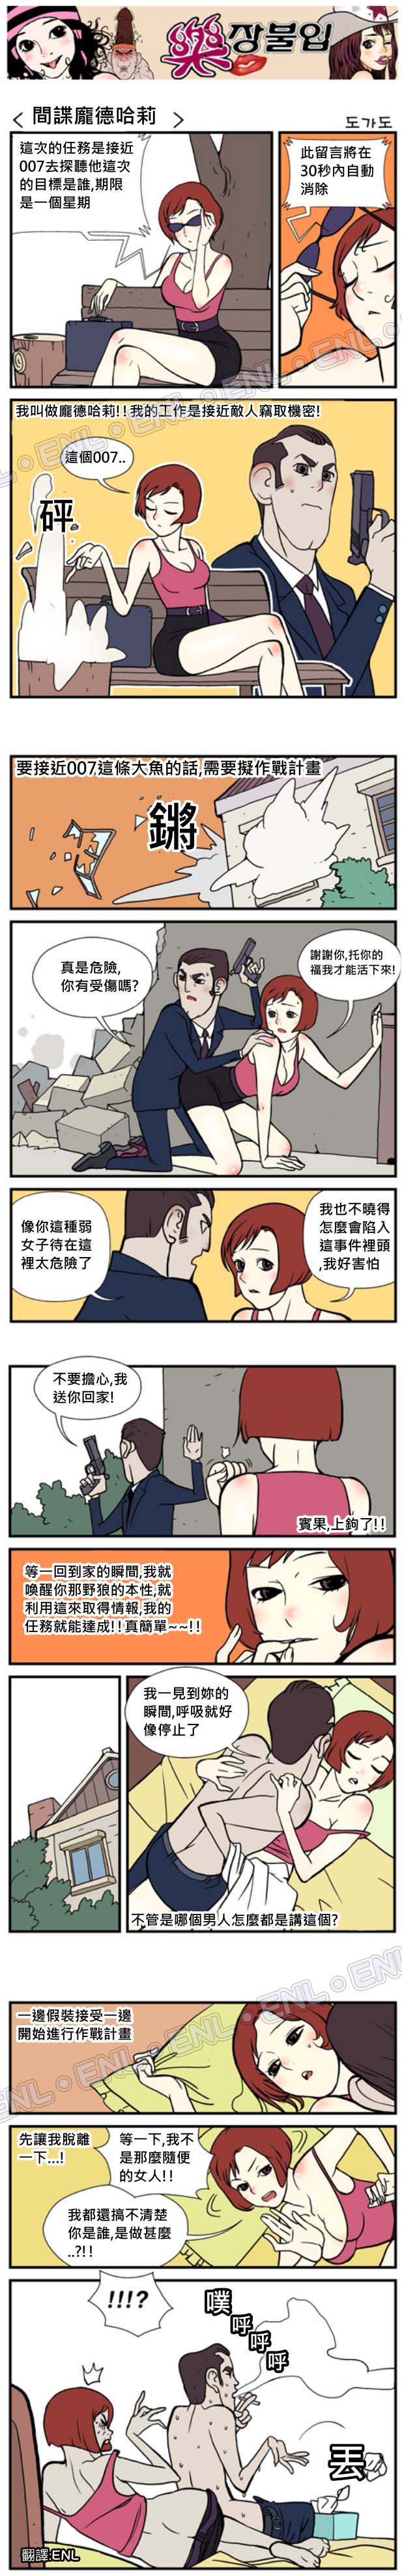 樂장불입
< 間諜龐德哈莉 >
도가도
這次的任務是接近
007去探聽他這次
的目標是誰,期限
是一個星期
此留言將在
30秒內自動
消除
我叫做龐德哈莉!!我的工作是接近敵人竊取機密!
這個007..
砰
要接近007這條大魚的話,需要擬作戰計畫
鏘
真是危險,
你有受傷嗎?
謝謝你,托你的
福我才能活下來!
像你這種弱
女子待在這
裡太危險了
我也不曉得
怎麼會陷入
這事件裡頭
,我好害怕
不要擔心,我
送你回家!
賓果,上鉤了!!
等一回到家的瞬間,我就
喚醒你那野狼的本性,就
利用這來取得情報,我的
任務就能達成!!真簡單~~!!
我一見到妳的
瞬間,呼吸就好
像停止了
不管是哪個男人怎麼都是講這個?
一邊假裝接受一邊
開始進行作戰計畫
先讓我脫離
一下...!
等一下,我不
是那麼隨便
的女人!!
我都還搞不清楚
你是誰,是做甚麼
..?!!
!!!?
噗
呼
呼
呼
丟
翻譯:ENL